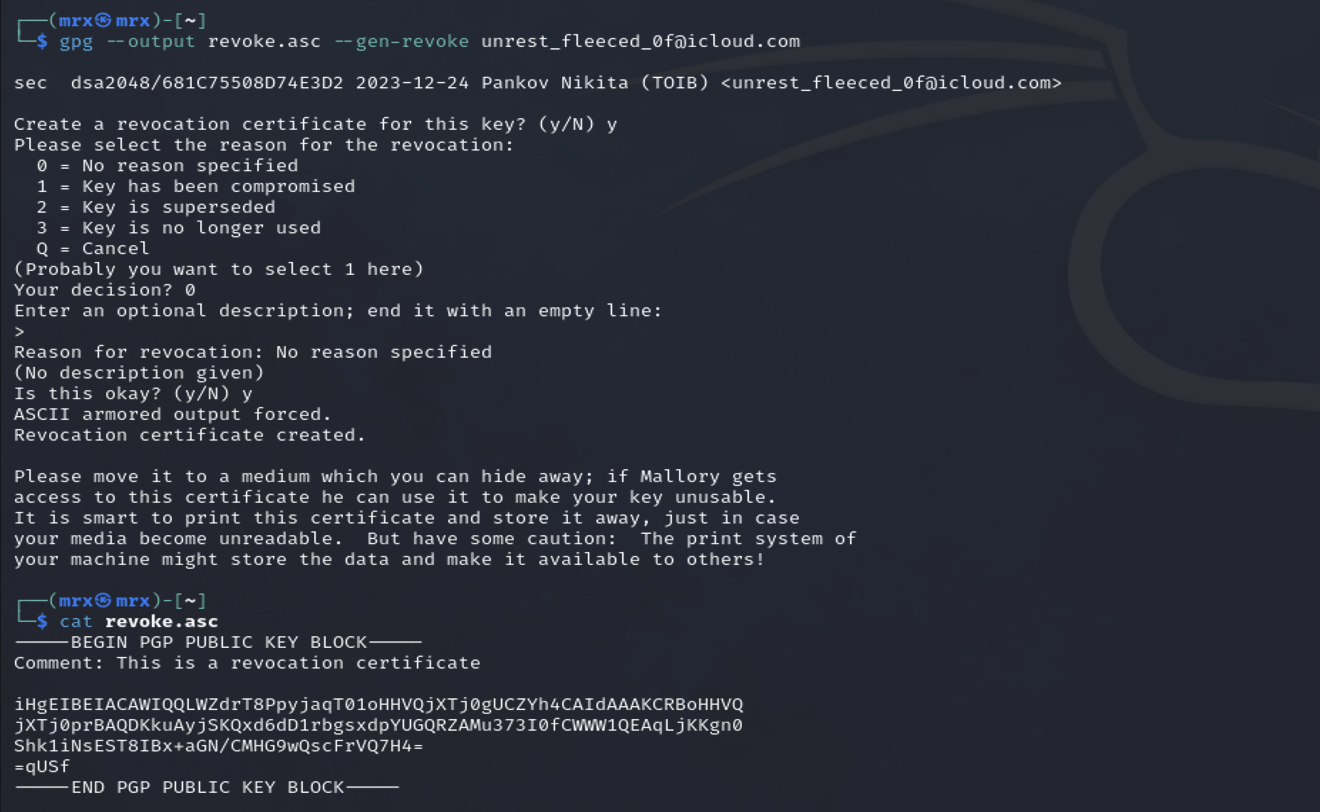 ┌──(mrx㉿mrx)-[~]
└─$ gpg --output revoke.asc --gen-revoke unrest_fleeced_0f@icloud.com
sec  dsa2048/681C75508D74E3D2 2023-12-24 Pankov Nikita (TOIB) <unrest_fleeced_0f@icloud.com>
Create a revocation certificate for this key? (y/N) y
Please select the reason for the revocation:
  0 = No reason specified
  1 = Key has been compromised
  2 = Key is superseded
  3 = Key is no longer used
  Q = Cancel
(Probably you want to select 1 here)
Your decision? 0
Enter an optional description; end it with an empty line:
>
Reason for revocation: No reason specified
(No description given)
Is this okay? (y/N) y
ASCII armored output forced.
Revocation certificate created.
Please move it to a medium which you can hide away; if Mallory gets
access to this certificate he can use it to make your key unusable.
It is smart to print this certificate and store it away, just in case
your media become unreadable.  But have some caution:  The print system of
your machine might store the data and make it available to others!
┌──(mrx㉿mrx)-[~]
└─$ cat revoke.asc
-----BEGIN PGP PUBLIC KEY BLOCK-----
Comment: This is a revocation certificate
iHgEIBEIACAWIQQLWZdrT8PpyjaqT01oHHVQjXTj0gUCZYh4CAIdAAAKCRBoHHVQ
jXTj0prBAQDKkuAyjSKQxd6dD1rbgsxdpYUGQRZAMu373I0fCWWW1QEAqLjKKgn0
Shk1iNsEST8IBx+aGN/CMHG9wQscFrVQ7H4=
=qUSf
-----END PGP PUBLIC KEY BLOCK-----